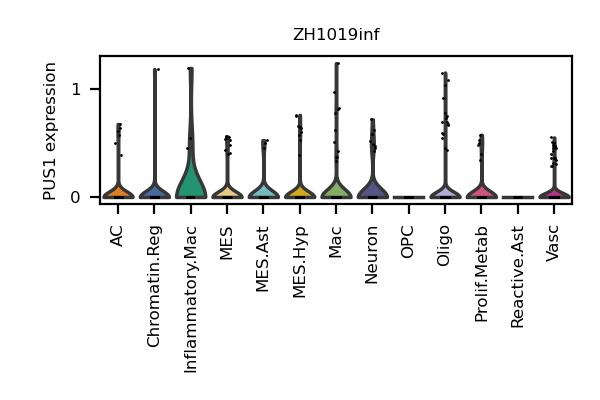 ZH1019inf
PUS1 expression
1
0
AC
Chromatin.Reg
Inflammatory.Mac
MES
MES.Ast
MES.Hyp
Mac
Neuron
OPC
Oligo
Prolif.Metab
Reactive.Ast
Vasc